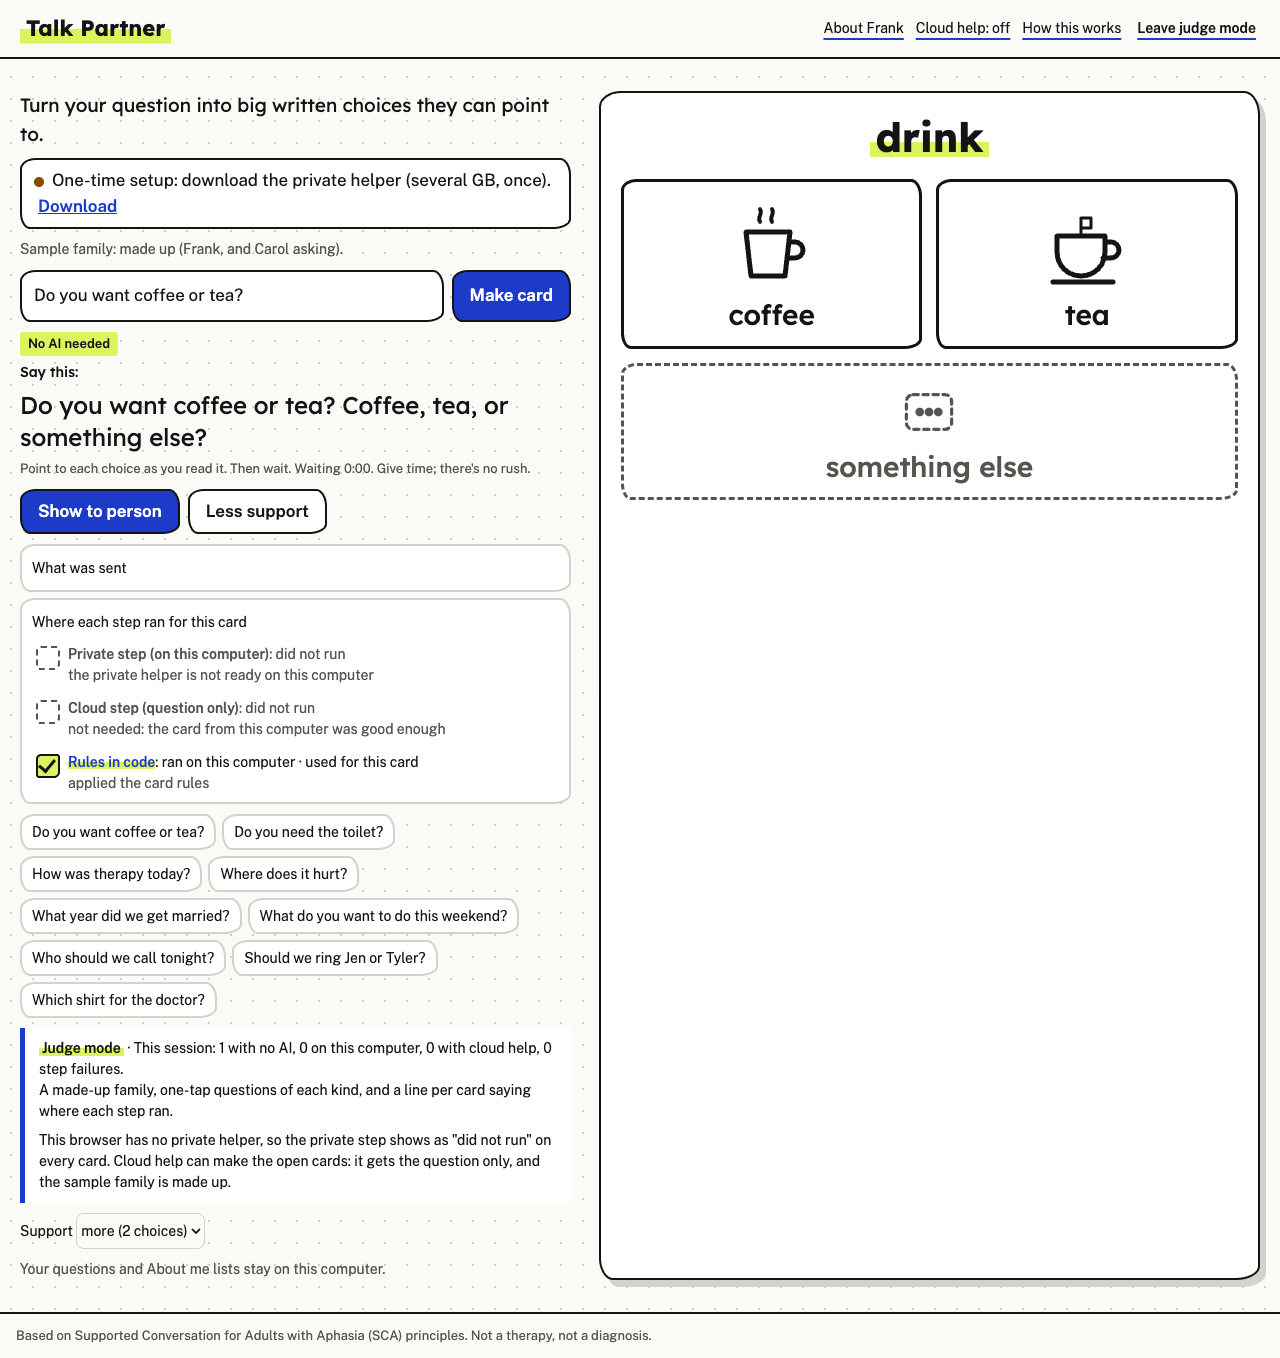 Talk Partner
About Frank
Cloud help: off
How this works
Leave judge mode
Turn your question into big written choices they can point
to.
One-time setup: download the private helper (several GB, once).
Download
Sample family: made up (Frank, and Carol asking).
Do you want coffee or tea?
Make card
No AI needed
Say this:
Do you want coffee or tea? Coffee, tea, or
something else?
Point to each choice as you read it. Then wait. Waiting 0:00. Give time; there's no rush.
Show to person
Less support
What was sent
Where each step ran for this card
Private step (on this computer): did not run
the private helper is not ready on this computer
Cloud step (question only): did not run
not needed: the card from this computer was good enough
Rules in code: ran on this computer · used for this card
applied the card rules
Do you want coffee or tea?
Do you need the toilet?
How was therapy today?
Where does it hurt?
What year did we get married?
What do you want to do this weekend?
Who should we call tonight?
Should we ring Jen or Tyler?
Which shirt for the doctor?
Judge mode · This session: 1 with no AI, 0 on this computer, 0 with cloud help, 0
step failures.
A made-up family, one-tap questions of each kind, and a line per card saying
where each step ran.
This browser has no private helper, so the private step shows as "did not run" on
every card. Cloud help can make the open cards: it gets the question only, and
the sample family is made up.
Support more (2 choices)
Your questions and About me lists stay on this computer.
drink
coffee
tea
something else
Based on Supported Conversation for Adults with Aphasia (SCA) principles. Not a therapy, not a diagnosis.